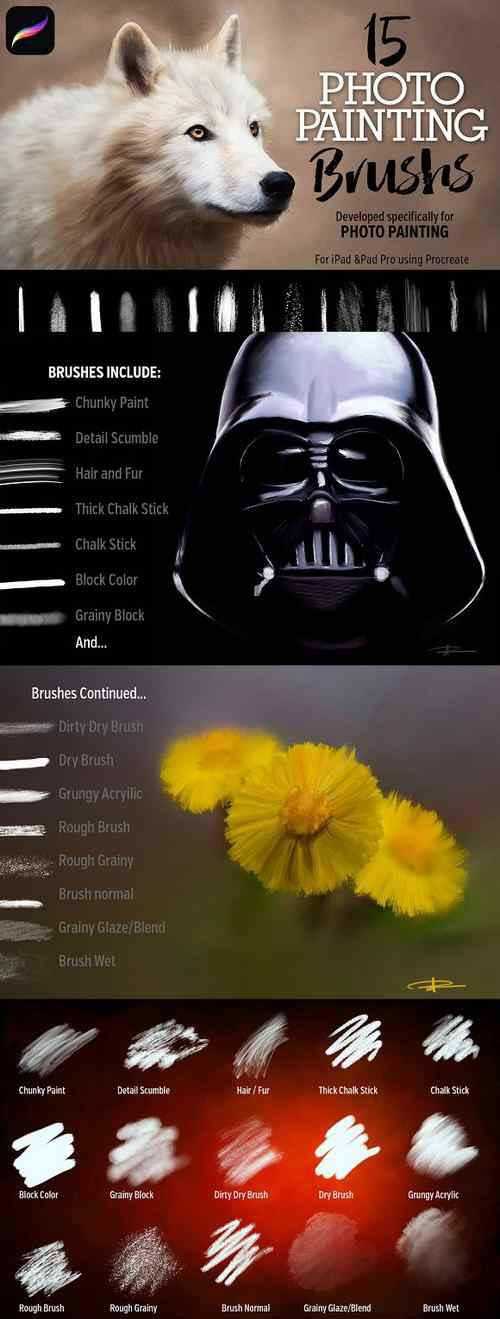 15
PHOTO
PAINTING
Brushs
Developed specifically for
PHOTO PAINTING
For iPad &Pad Pro using Procreate
BRUSHES INCLUDE:
Chunky Paint
Detail Scumble
Hair and Fur
Thick Chalk Stick
Chalk Stick
Block Color
Grainy Block
And...
Brushes Continued...
Dirty Dry Brush
Dry Brush
Grungy Acryilic
Rough Brush
Rough Grainy
Brush normal
Grainy Glaze/Blend
Brush Wet
Chunky Paint
Detail Scumble
Hair / Fur
Thick Chalk Stick
Chalk Stick
Block Color
Grainy Block
Dirty Dry Brush
Dry Brush
Grungy Acrylic
Rough Brush
Rough Grainy
Brush Normal
Grainy Glaze/Blend
Brush Wet